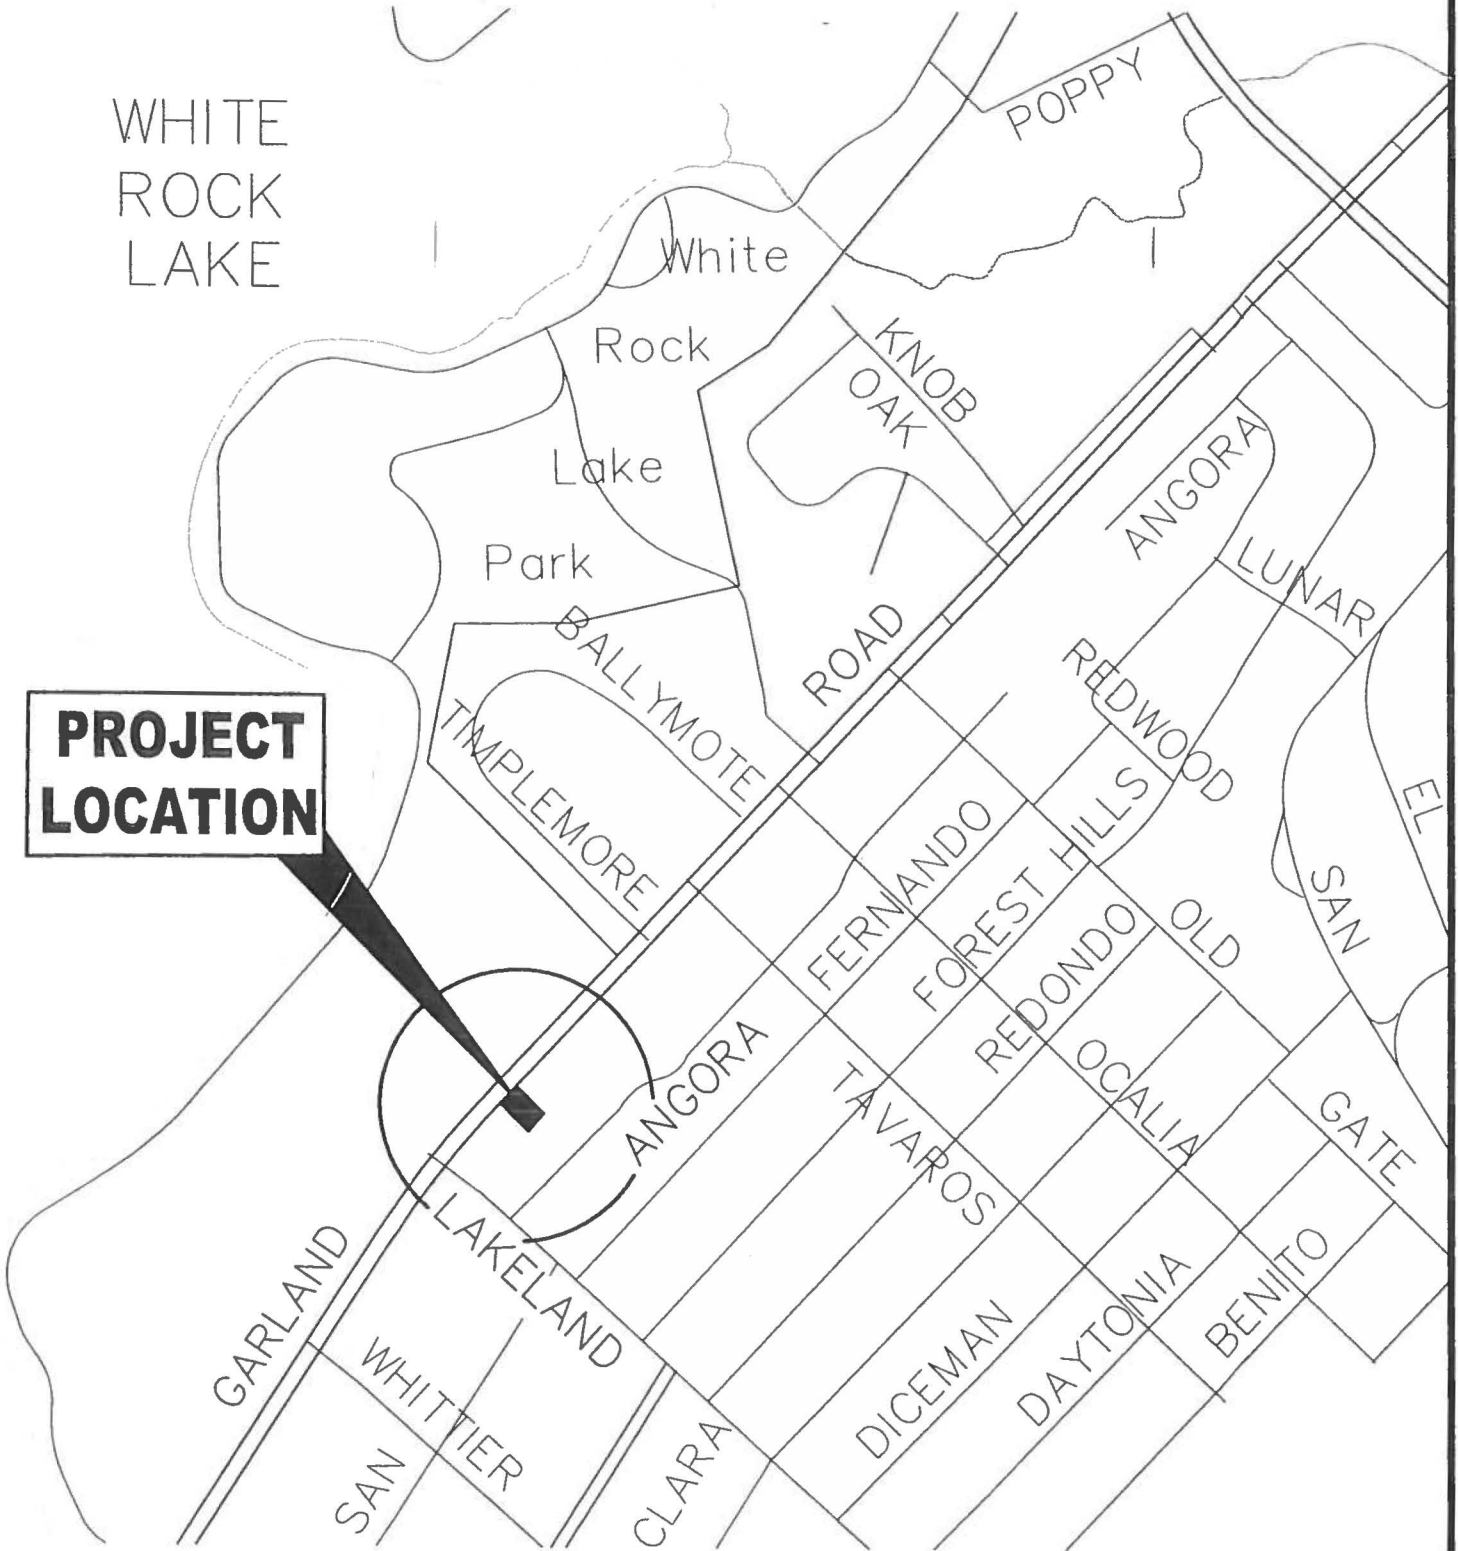 WHITE
ROCK
LAKE
POPPY
White
Rock
Lake
Park
KNOB
OAK
ANGORA
LUNAR
BALLYMOTE
ROAD
REDWOOD
TIMPLEMORE
PROJECT
LOCATION
FERNANDO
FOREST HILLS
EL
SAN
OLD
REDONDO
ANGORA
TAVAROS
OCALIA
GATE
LAKELAND
GARLAND
WHITTIER
DICEMAN
DAYTONIA
BENITO
SAN
CLARA